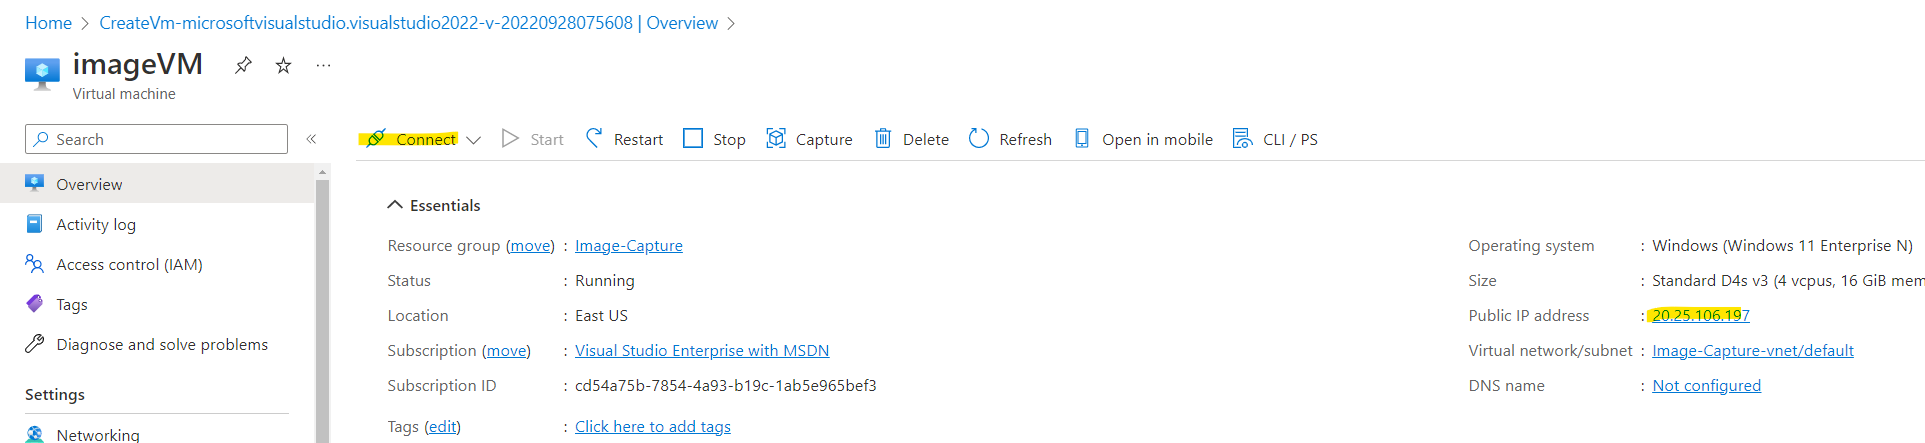 Home > CreateVm-microsoftvisualstudio.visualstudio2022-v-20220928075608 | Overview >
imageVM
Virtual machine
Search
Connect Start Restart Stop Capture Delete Refresh Open in mobile CLI / PS
Overview
Activity log
Access control (IAM)
Tags
Diagnose and solve problems
Settings
Networking
Essentials
Resource group (move) : Image-Capture
Status : Running
Location : East US
Subscription (move) : Visual Studio Enterprise with MSDN
Subscription ID : cd54a75b-7854-4a93-b19c-1ab5e965bef3
Tags (edit) : Click here to add tags
Operating system : Windows (Windows 11 Enterprise N)
Size : Standard D4s v3 (4 vcpus, 16 GiB mem
Public IP address : 20.25.106.197
Virtual network/subnet : Image-Capture-vnet/default
DNS name : Not configured